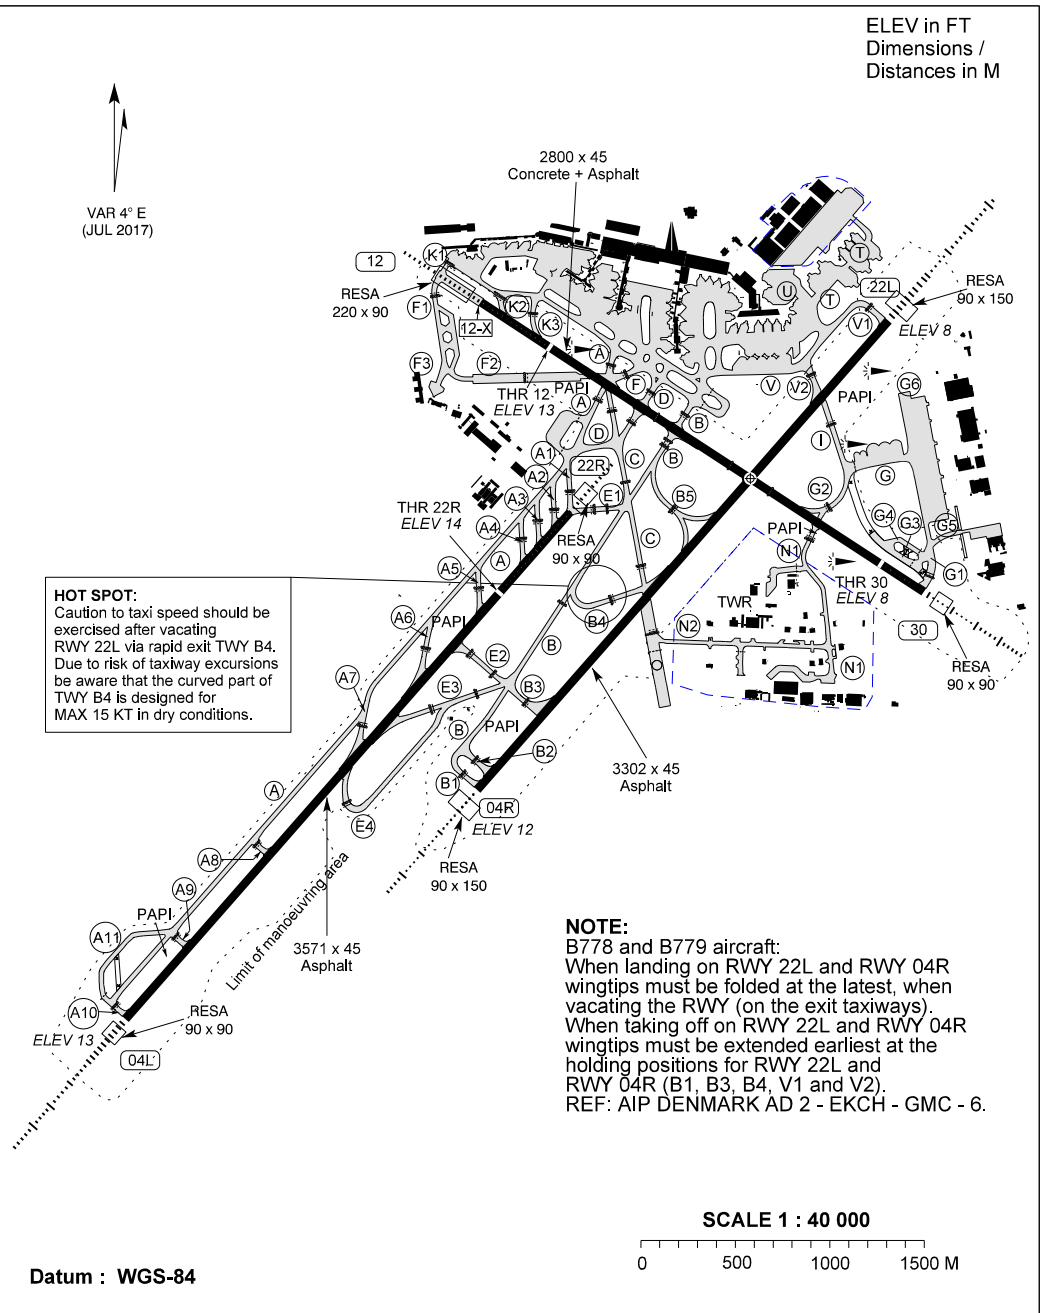 ELEV in FT
Dimensions /
Distances in M
VAR 4° E
(JUL 2017)
2800 x 45
Concrete + Asphalt
12
K1
RESA
220 x 90
F1
12-X
K2
K3
A
F3
F2
THR 12
ELEV 13
PAPI
F
D
B
T
U
T
22L
RESA
90 x 150
V1
ELEV 8
V
V2
PAPI
G6
I
G
A
D
C
B
A1
22R
A2
A3
E1
B5
G2
THR 22R
ELEV 14
A4
A
RESA
90 x 90
C
PAPI
N1
G4
G3
G5
G1
THR 30
ELEV 8
30
RESA
90 x 90
A5
B4
TWR
N2
N1
HOT SPOT:
Caution to taxi speed should be
exercised after vacating
RWY 22L via rapid exit TWY B4.
Due to risk of taxiway excursions
be aware that the curved part of
TWY B4 is designed for
MAX 15 KT in dry conditions.
A6
PAPI
E2
B
A7
E3
B3
B
PAPI
B2
B1
04R
ELEV 12
RESA
90 x 150
3302 x 45
Asphalt
A
E4
A8
A9
PAPI
A11
Limit of manoeuvring area
3571 x 45
Asphalt
A10
ELEV 13
RESA
90 x 90
04L
NOTE:
B778 and B779 aircraft:
When landing on RWY 22L and RWY 04R
wingtips must be folded at the latest, when
vacating the RWY (on the exit taxiways).
When taking off on RWY 22L and RWY 04R
wingtips must be extended earliest at the
holding positions for RWY 22L and
RWY 04R (B1, B3, B4, V1 and V2).
REF: AIP DENMARK AD 2 - EKCH - GMC - 6.
SCALE 1 : 40 000
0 500 1000 1500 M
Datum : WGS-84